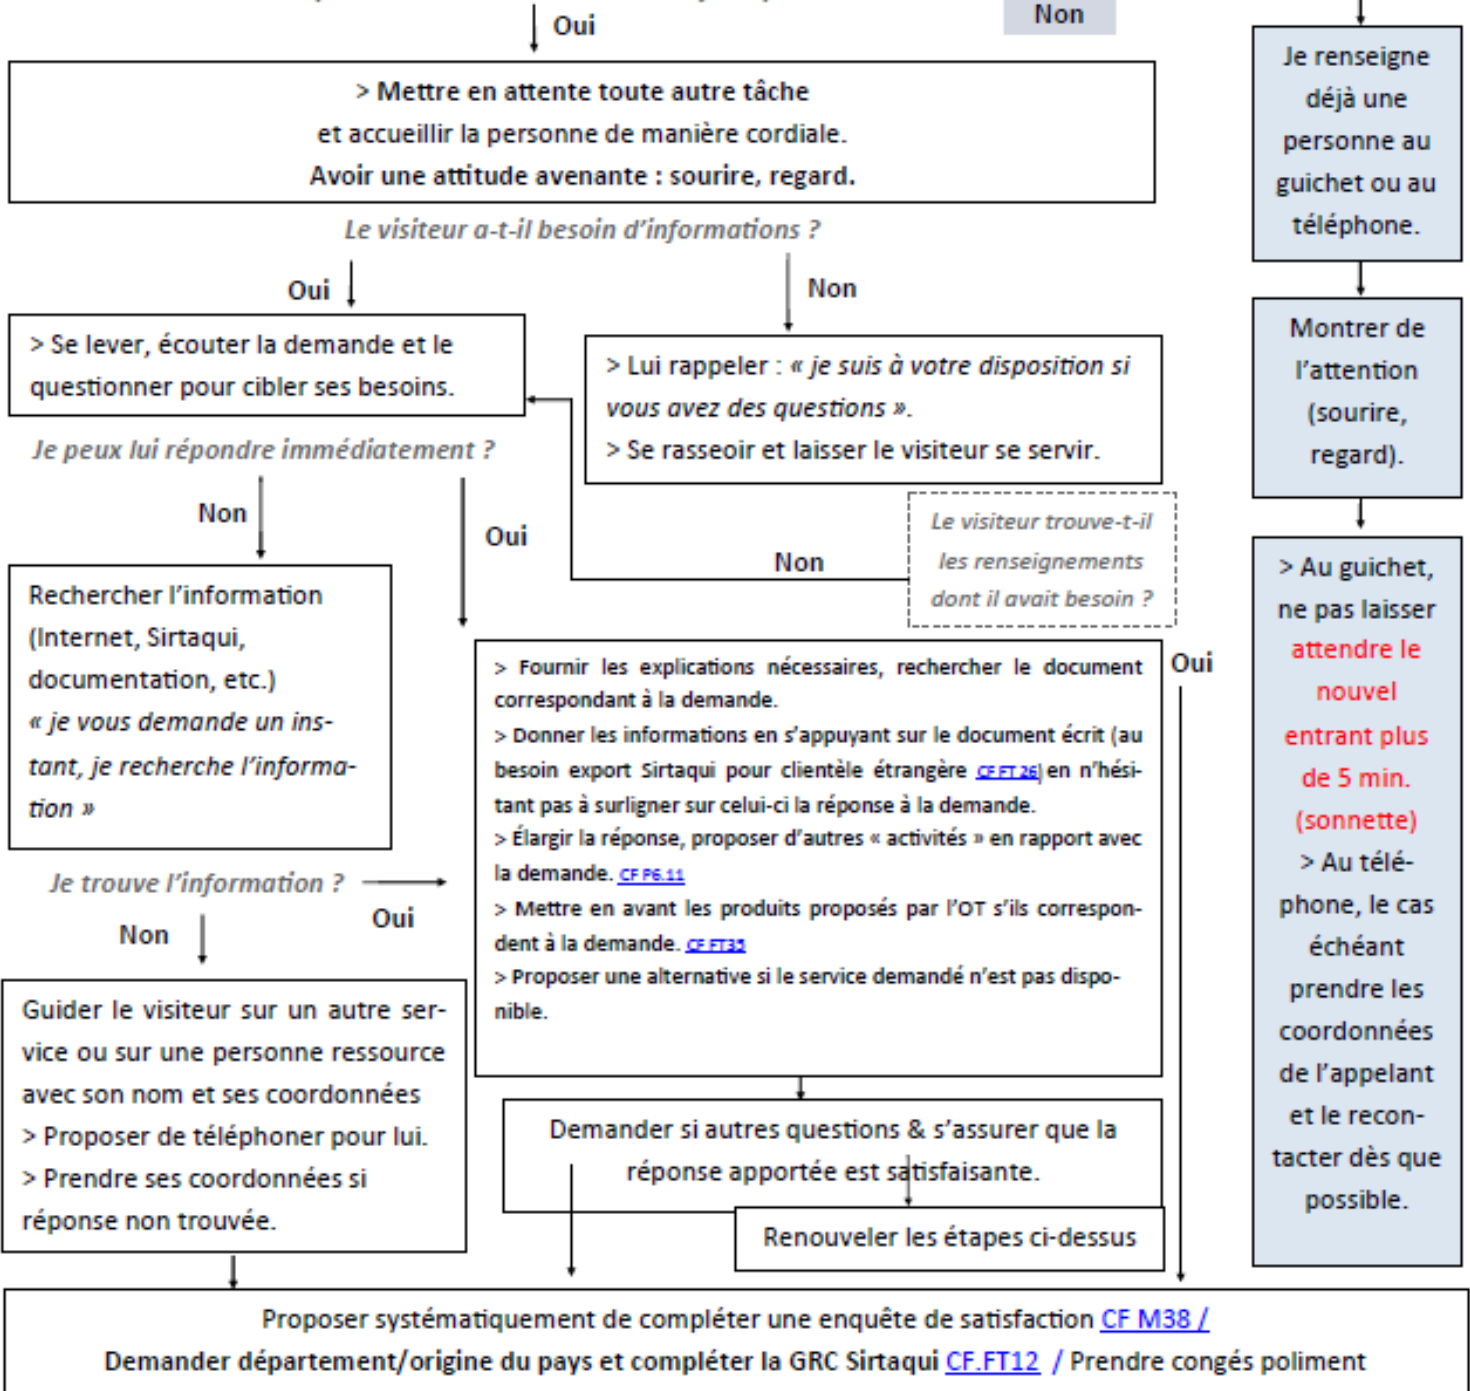 Oui
Non
> Mettre en attente toute autre tâche
et accueillir la personne de manière cordiale.
Avoir une attitude avenante : sourire, regard.
Le visiteur a-t-il besoin d'informations ?
Oui
Non
> Se lever, écouter la demande et le
questionner pour cibler ses besoins.
> Lui rappeler : « je suis à votre disposition si
vous avez des questions ».
> Se rasseoir et laisser le visiteur se servir.
Je peux lui répondre immédiatement ?
Non
Oui
Le visiteur trouve-t-il
les renseignements
dont il avait besoin ?
Non
Oui
Rechercher l'information
(Internet, Sirtaqui,
documentation, etc.)
« je vous demande un ins-
tant, je recherche l'informa-
tion »
Je trouve l'information ?
Oui
Non
> Fournir les explications nécessaires, rechercher le document
correspondant à la demande.
> Donner les informations en s'appuyant sur le document écrit (au
besoin export Sirtaqui pour clientèle étrangère CF FT 26) en n'hési-
tant pas à surligner sur celui-ci la réponse à la demande.
> Élargir la réponse, proposer d'autres « activités » en rapport avec
la demande. CF P6.11
> Mettre en avant les produits proposés par l'OT s'ils correspon-
dent à la demande. CF FT35
> Proposer une alternative si le service demandé n'est pas dispo-
nible.
Guider le visiteur sur un autre ser-
vice ou sur une personne ressource
avec son nom et ses coordonnées
> Proposer de téléphoner pour lui.
> Prendre ses coordonnées si
réponse non trouvée.
Demander si autres questions & s'assurer que la
réponse apportée est satisfaisante.
Renouveler les étapes ci-dessus
Proposer systématiquement de compléter une enquête de satisfaction CF M38 /
Demander département/origine du pays et compléter la GRC Sirtaqui CF.FT12 / Prendre congés poliment
Je renseigne
déjà une
personne au
guichet ou au
téléphone.
Montrer de
l'attention
(sourire,
regard).
> Au guichet,
ne pas laisser
attendre le
nouvel
entrant plus
de 5 min.
(sonnette)
> Au télé-
phone, le cas
échéant
prendre les
coordonnées
de l'appelant
et le recon-
tacter dès que
possible.